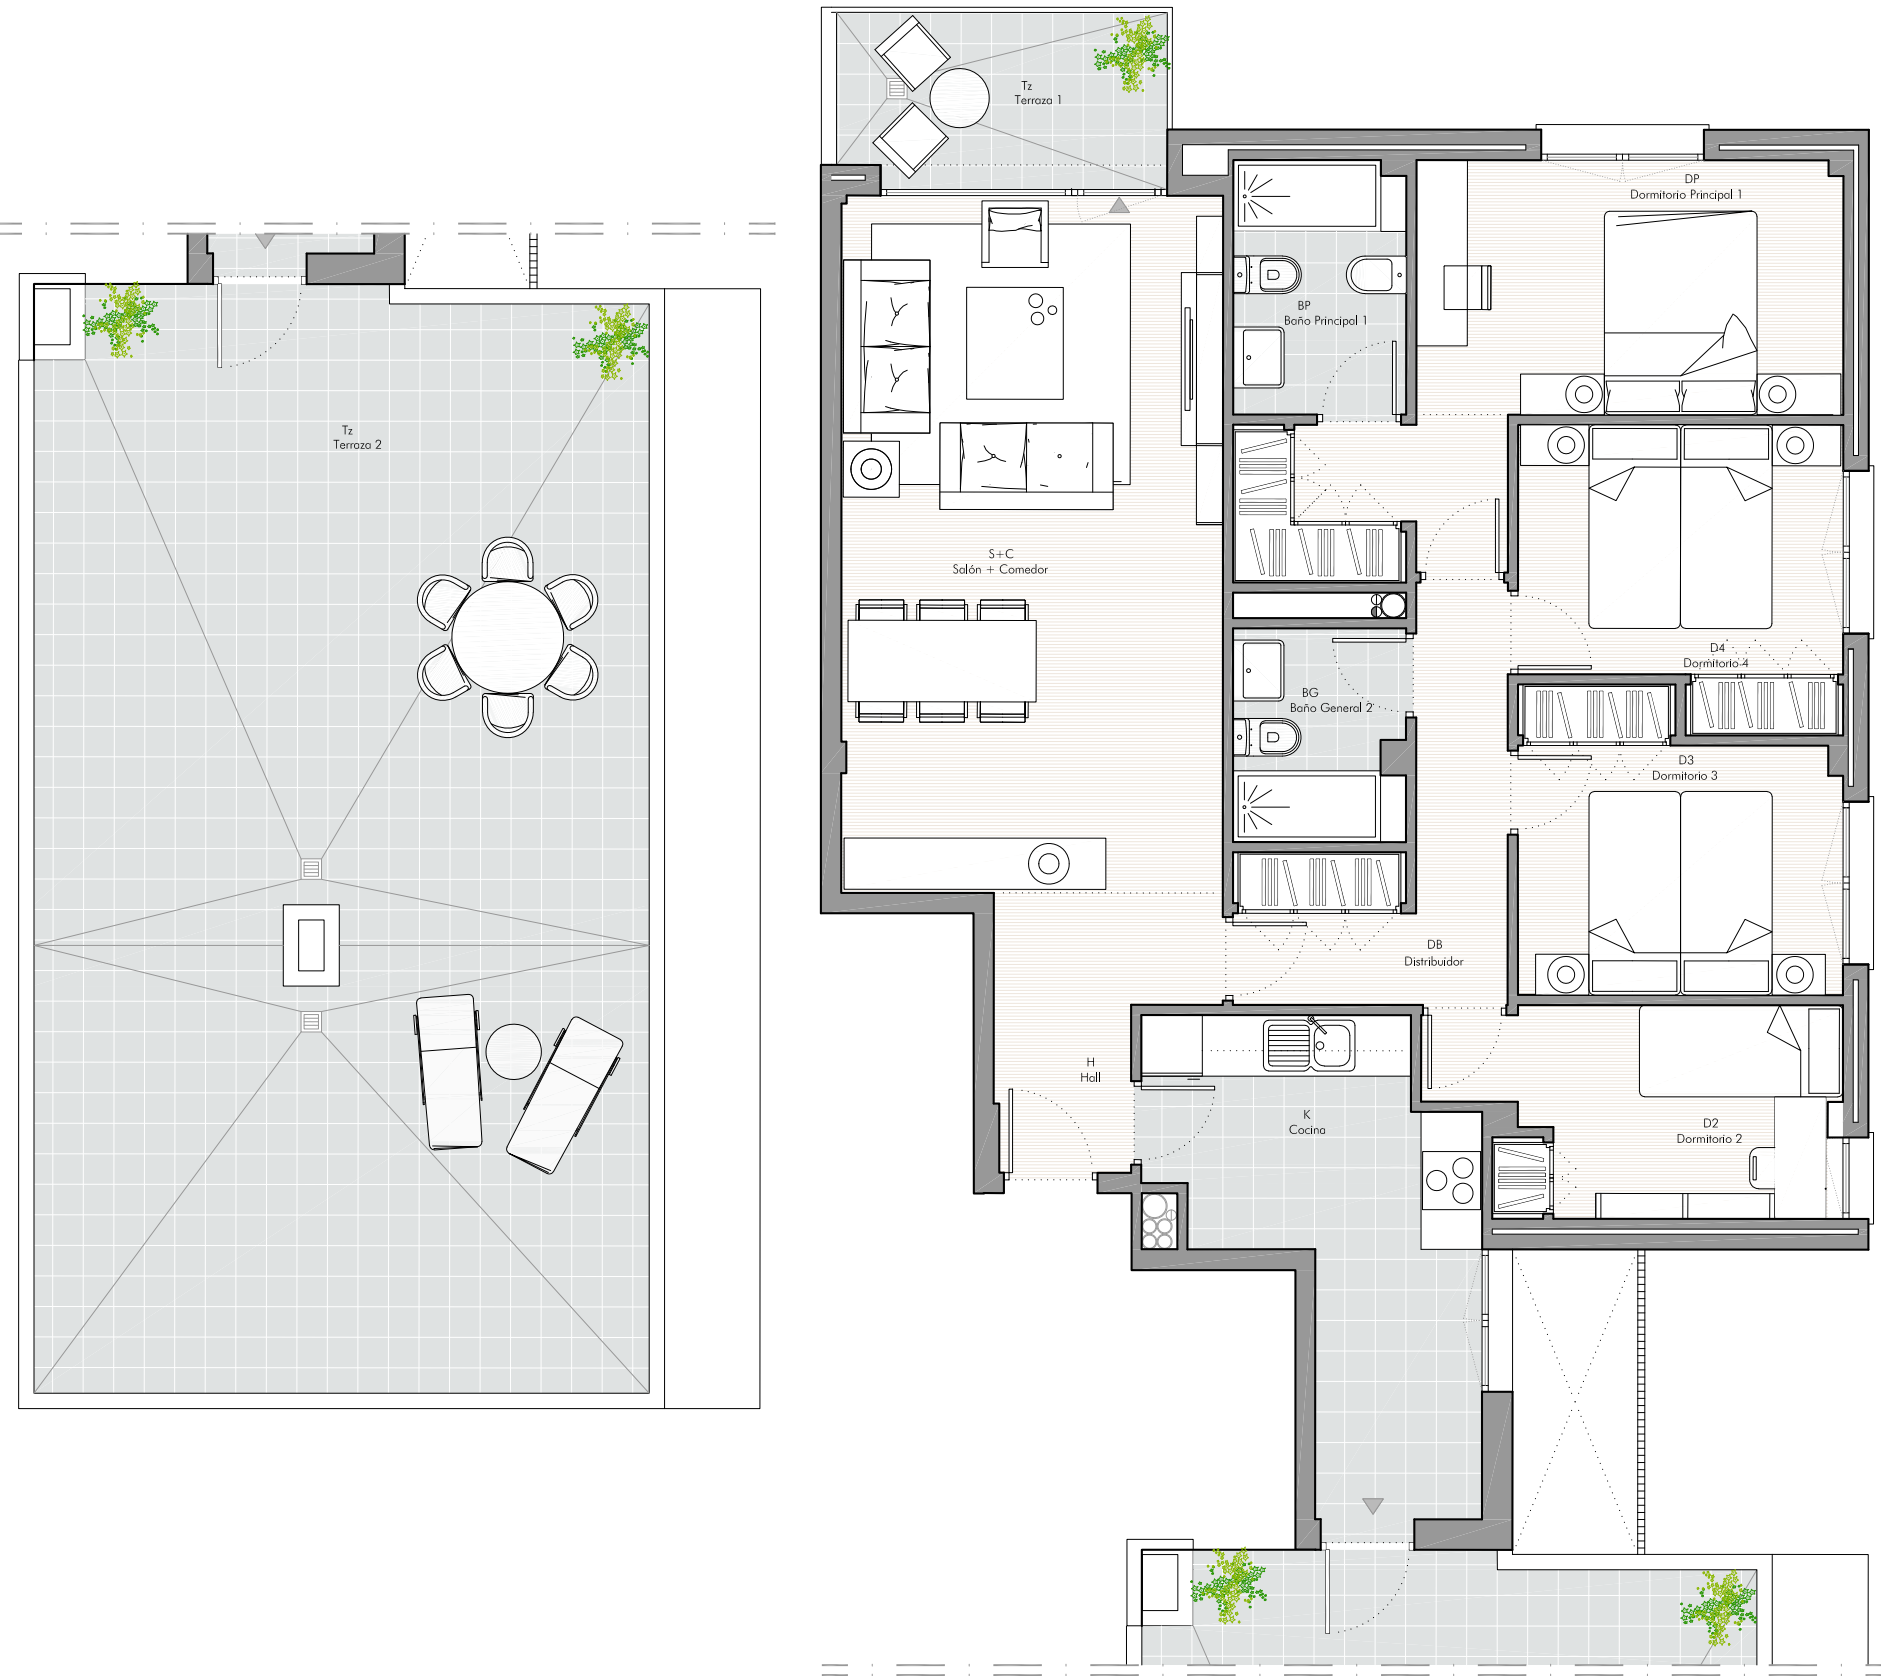 Tz
Terraza 1
DP
Dormitorio Principal 1
BP
Baño Principal 1
Tz
Terraza 2
S+C
Salón + Comedor
D4
Dormitorio 4
BG
Baño General 2
D3
Dormitorio 3
DB
Distribuidor
H
Hall
K
Cocina
D2
Dormitorio 2